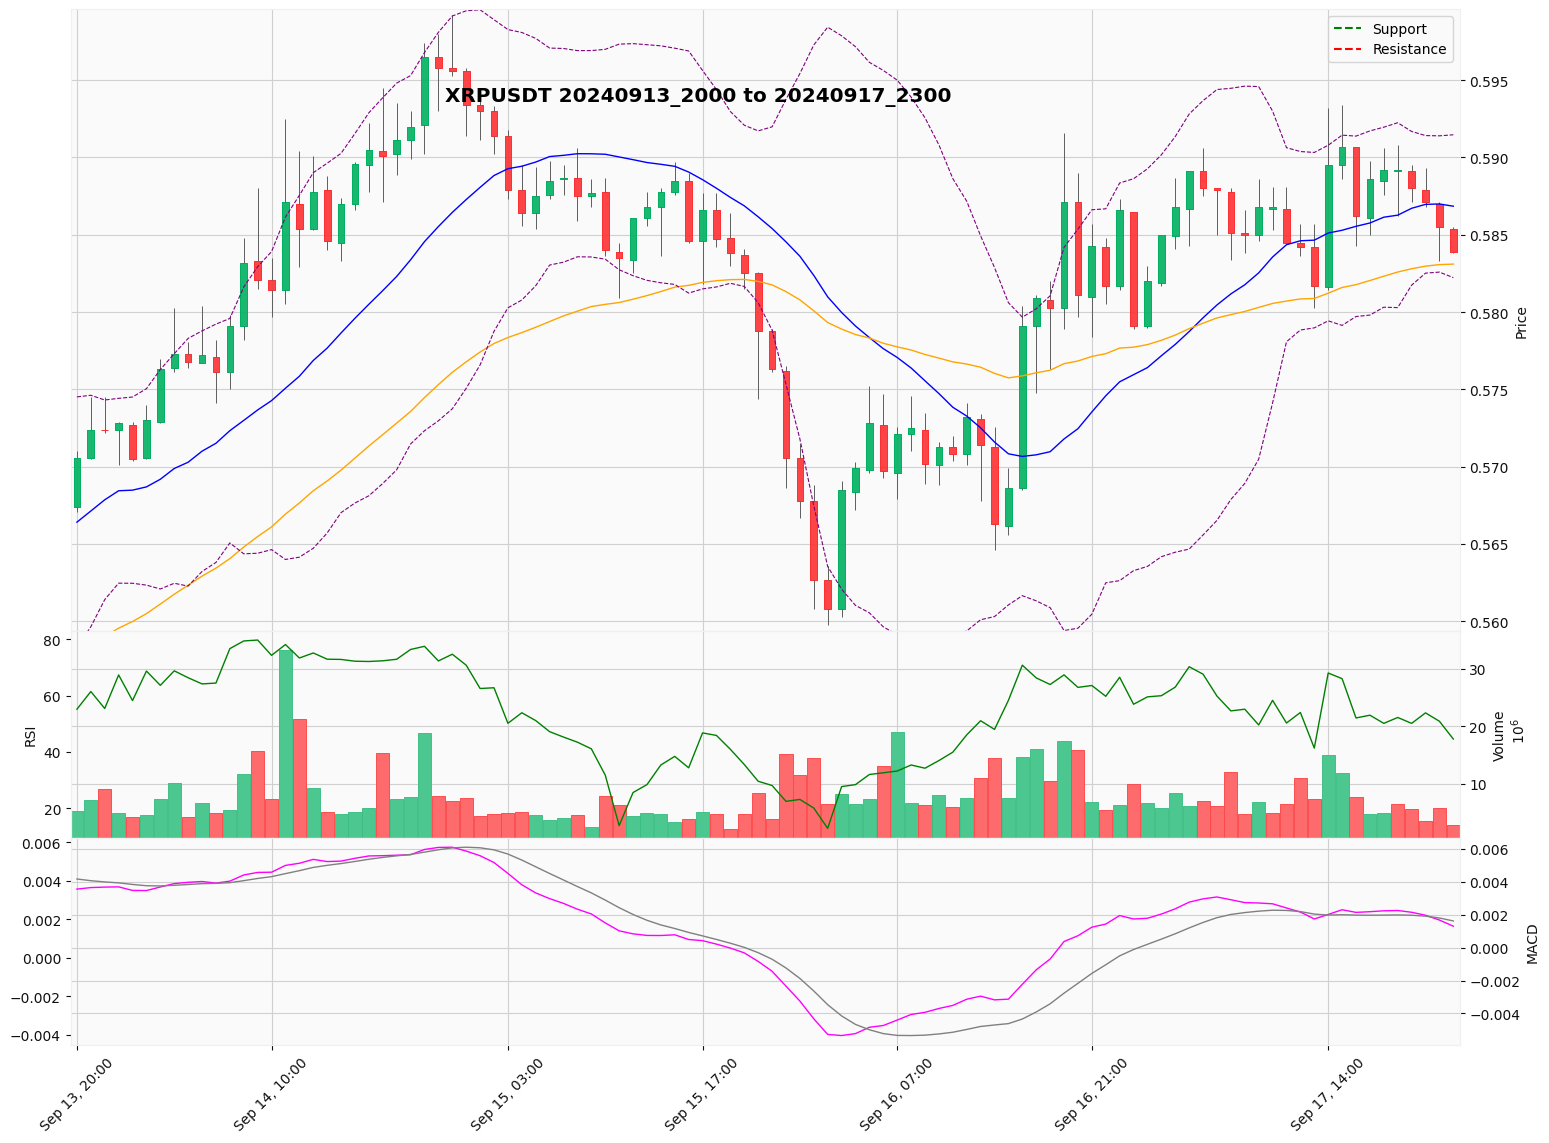 Support
Resistance
XRPUSDT 20240913_2000 to 20240917_2300
0.595
0.590
0.585
0.580
0.575
0.570
0.565
0.560
Price
80
60
40
20
RSI
30
20
10
Volume
10^6
0.006
0.004
0.002
0.000
−0.002
−0.004
0.006
0.004
0.002
0.000
−0.002
−0.004
MACD
Sep 13, 20:00
Sep 14, 10:00
Sep 15, 03:00
Sep 15, 17:00
Sep 16, 07:00
Sep 16, 21:00
Sep 17, 14:00